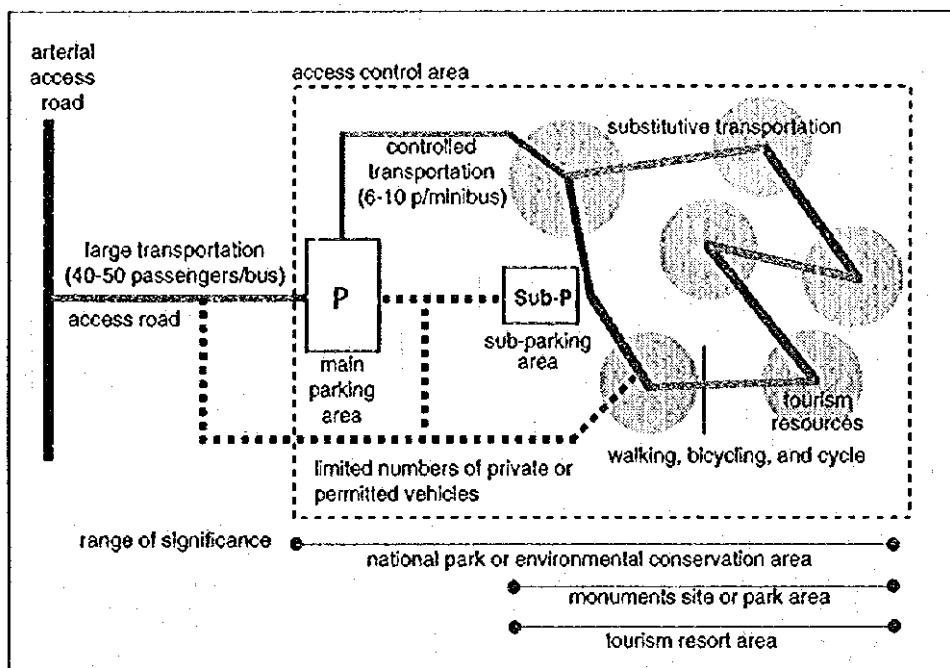 arterial
access
road
access control area
substitutive transportation
controlled
transportation
(6-10 p/minibus)
large transportation
(40-50 passengers/bus)
access road
P
main
parking
area
Sub-P
sub-parking
area
tourism
resources
walking, bicycling, and cycle
limited numbers of private or
permitted vehicles
range of significance
national park or environmental conservation area
monuments site or park area
tourism resort area